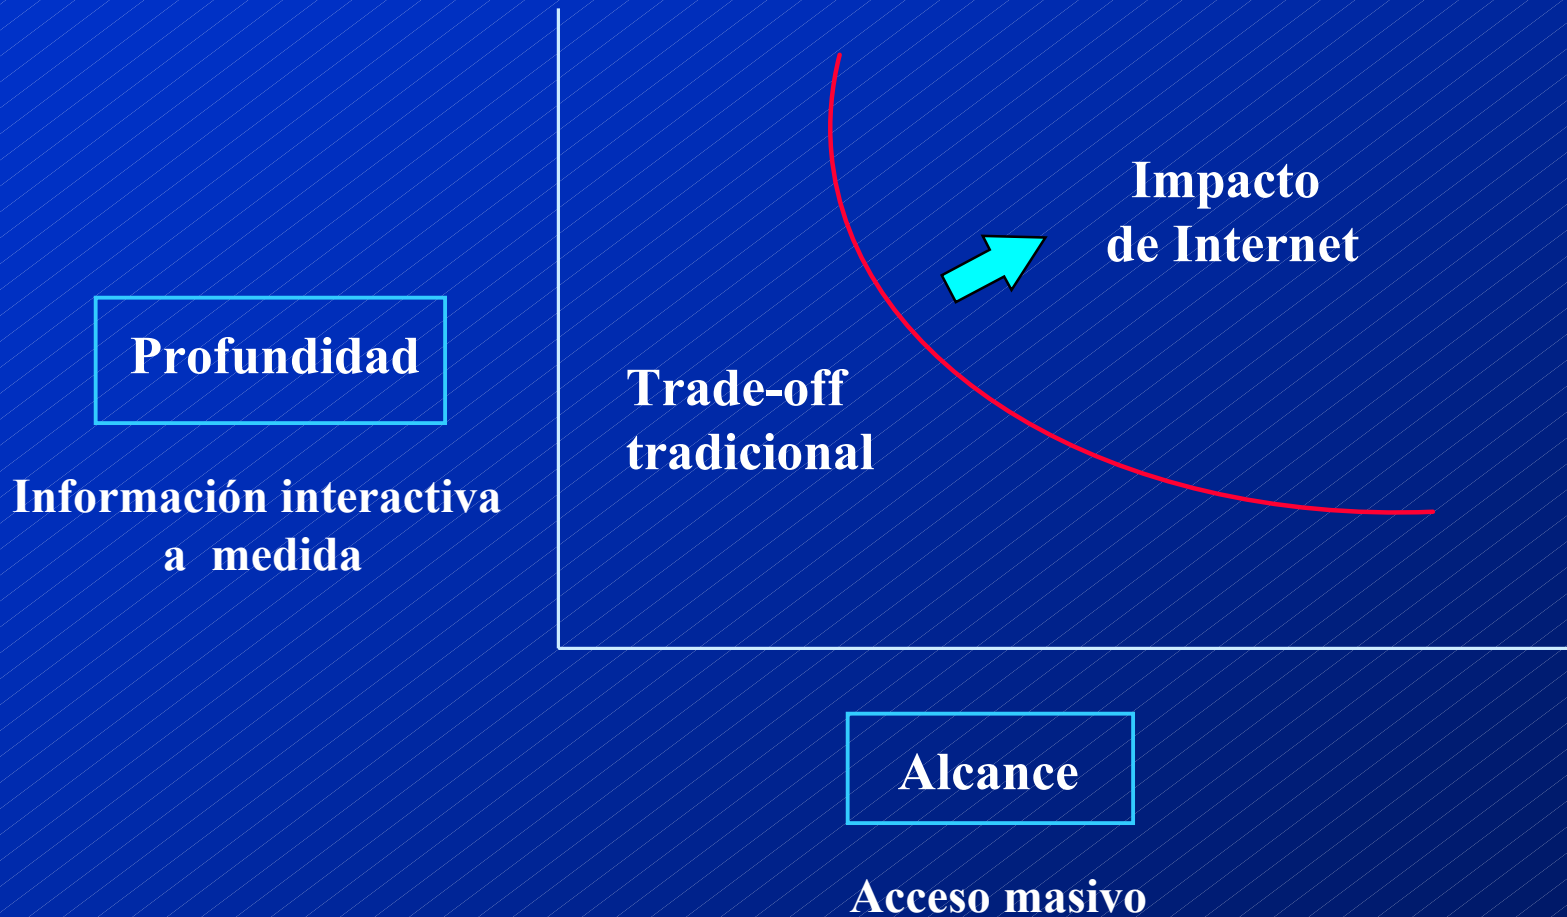 Impacto
de Internet
Profundidad
Trade-off
tradicional
Información interactiva
a medida
Alcance
Acceso masivo